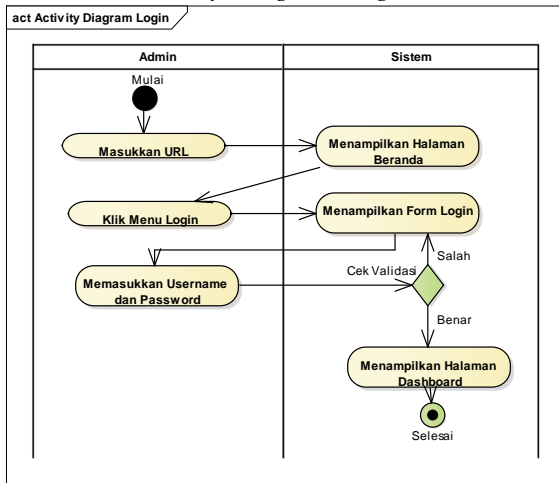 act Activity Diagram Login
Admin
Sistem
Mulai
Masukkan URL
Menampilkan Halaman
Beranda
Klik Menu Login
Menampilkan Form Login
Salah
Cek Validasi
Memasukkan Username
dan Password
Benar
Menampilkan Halaman
Dashboard
Selesai